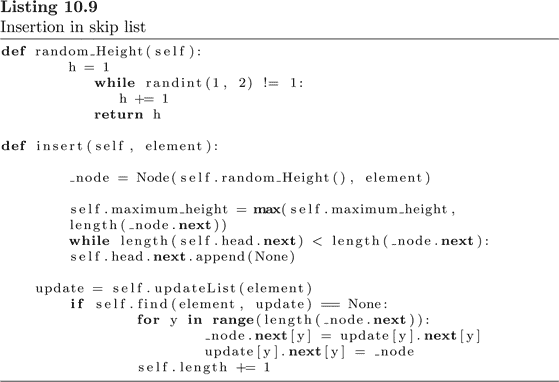 Listing 10.9
Insertion in skip list
def random_Height(self):
h = 1
while randint(1, 2) != 1:
h += 1
return h
def insert(self, element):
_node = Node(self.random_Height(), element)
self.maximum_height = max(self.maximum_height,
length(_node.next))
while length(self.head.next) < length(_node.next):
self.head.next.append(None)
update = self.updateList(element)
if self.find(element, update) == None:
for y in range(length(_node.next)):
_node.next[y] = update[y].next[y]
update[y].next[y] = _node
self.length += 1